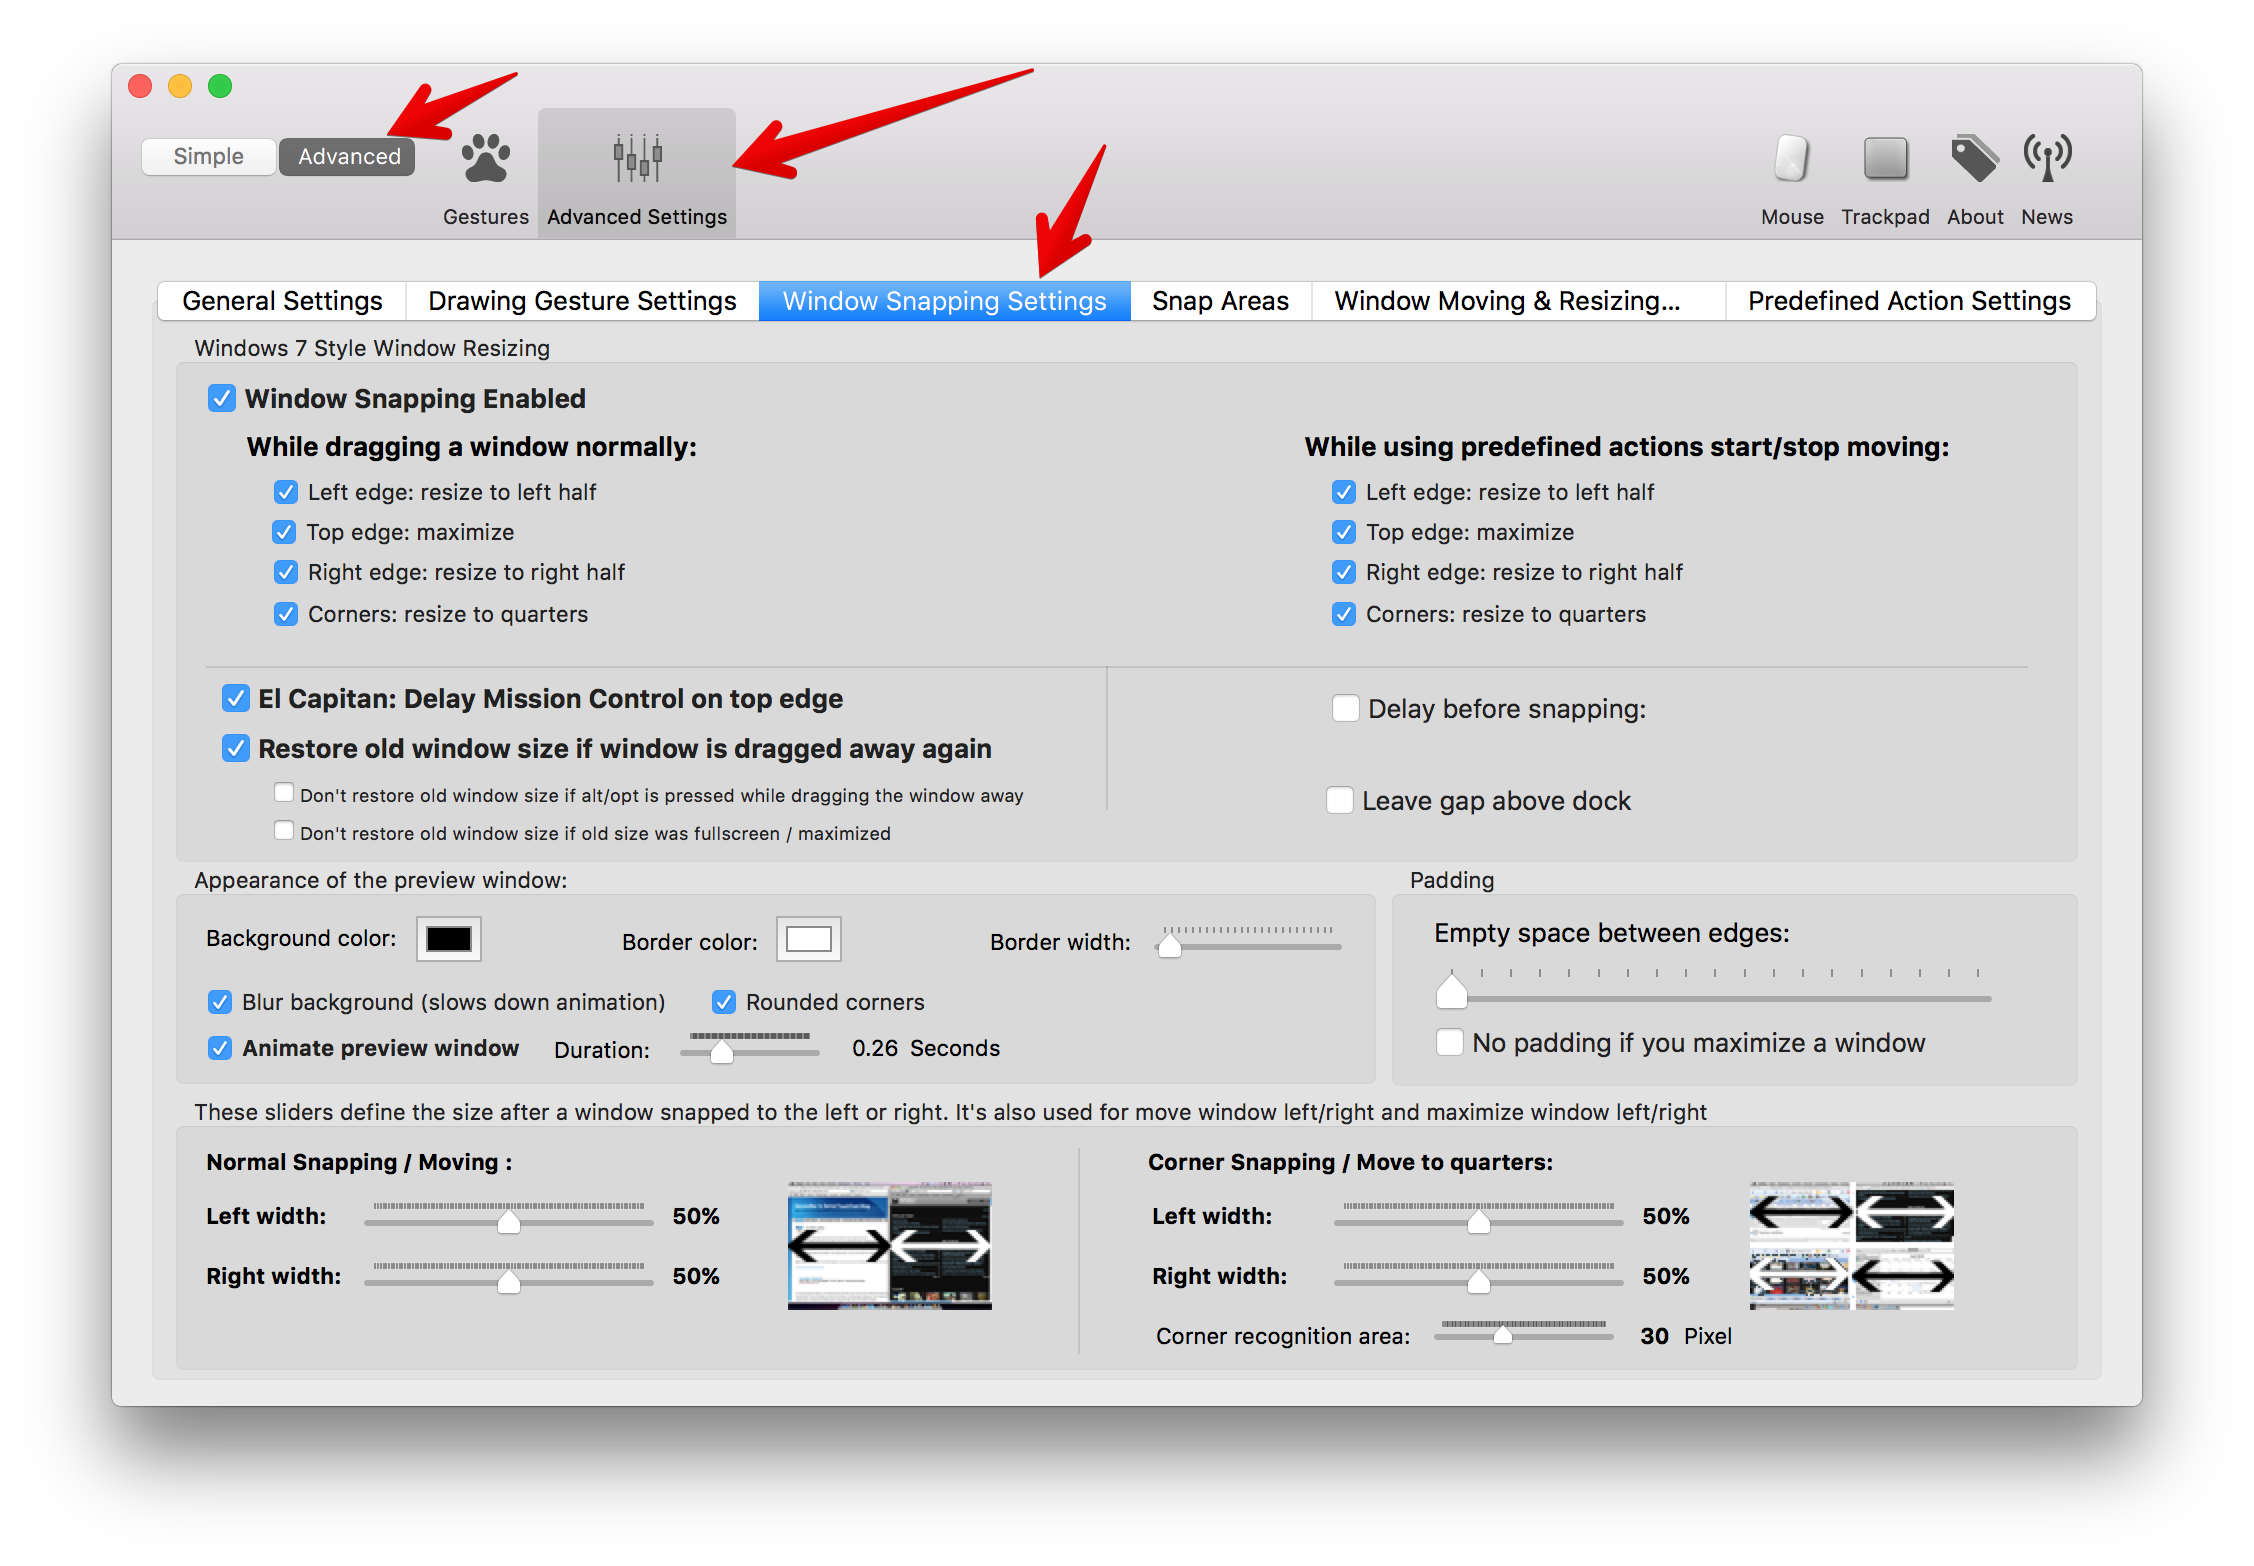 Simple Advanced
Gestures Advanced Settings Mouse Trackpad About News
General Settings Drawing Gesture Settings Window Snapping Settings Snap Areas Window Moving & Resizing... Predefined Action Settings
Windows 7 Style Window Resizing
Window Snapping Enabled
While dragging a window normally: While using predefined actions start/stop moving:
Left edge: resize to left half Left edge: resize to left half
Top edge: maximize Top edge: maximize
Right edge: resize to right half Right edge: resize to right half
Corners: resize to quarters Corners: resize to quarters
El Capitan: Delay Mission Control on top edge Delay before snapping:
Restore old window size if window is dragged away again
Don't restore old window size if alt/opt is pressed while dragging the window away Leave gap above dock
Don't restore old window size if old size was fullscreen / maximized
Appearance of the preview window: Padding
Background color: Border color: Border width: Empty space between edges:
Blur background (slows down animation) Rounded corners
Animate preview window Duration: 0.26 Seconds No padding if you maximize a window
These sliders define the size after a window snapped to the left or right. It's also used for move window left/right and maximize window left/right
Normal Snapping / Moving : Corner Snapping / Move to quarters:
Left width: 50% Left width: 50%
Right width: 50% Right width: 50%
Corner recognition area: 30 Pixel